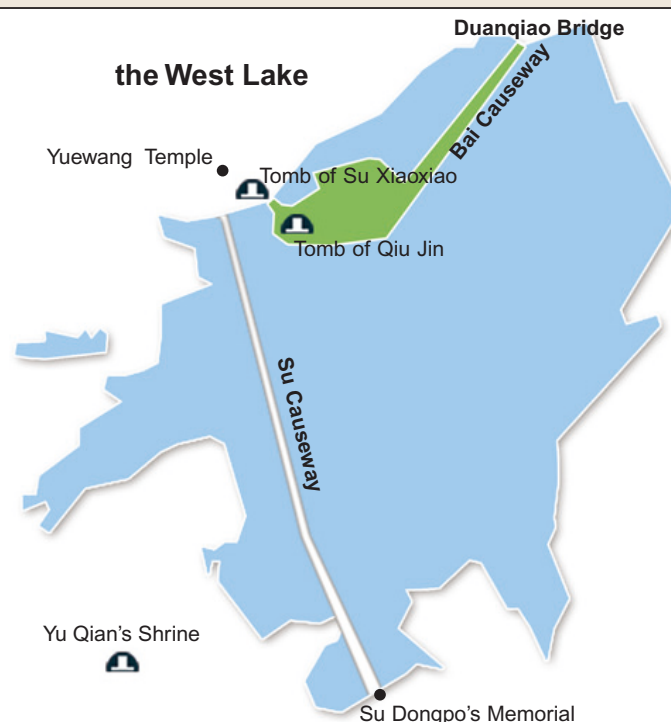 Duanqiao Bridge
the West Lake
Bai Causeway
Yuewang Temple
Tomb of Su Xiaoxiao
Tomb of Qiu Jin
Su Causeway
Yu Qian's Shrine
Su Dongpo's Memorial